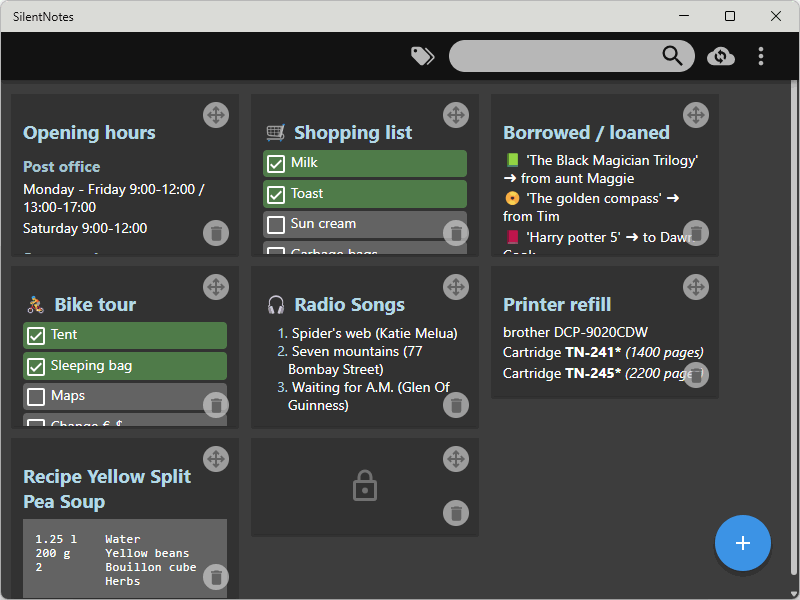 SilentNotes
Opening hours
Post office
Monday - Friday 9:00-12:00 /
13:00-17:00
Saturday 9:00-12:00
Shopping list
Milk
Toast
Sun cream
Garbage bags
Borrowed / loaned
'The Black Magician Trilogy'
➔ from aunt Maggie
'The golden compass' ➔
from Tim
'Harry potter 5' ➔ to Dawn
Cook
Bike tour
Tent
Sleeping bag
Maps
Change € $
Radio Songs
1. Spider's web (Katie Melua)
2. Seven mountains (77
Bombay Street)
3. Waiting for A.M. (Glen Of
Guinness)
Printer refill
brother DCP-9020CDW
Cartridge TN-241* (1400 pages)
Cartridge TN-245* (2200 pages)
Recipe Yellow Split
Pea Soup
1.25 l Water
200 g Yellow beans
2 Bouillon cube
Herbs